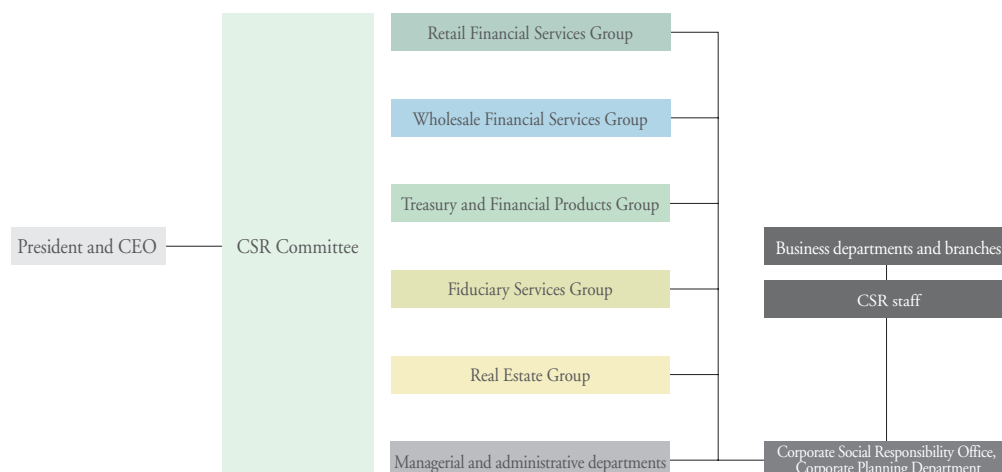 Retail Financial Services Group
Wholesale Financial Services Group
Treasury and Financial Products Group
President and CEO
CSR Committee
Business departments and branches
Fiduciary Services Group
CSR staff
Real Estate Group
Managerial and administrative departments
Corporate Social Responsibility Office,
Corporate Planning Department